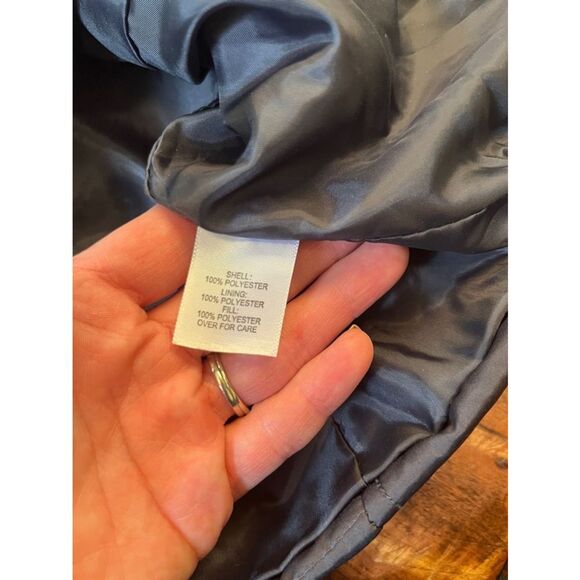 SHELL:
100% POLYESTER
LINING:
100% POLYESTER
FILL:
100% POLYESTER
OVER FOR CARE